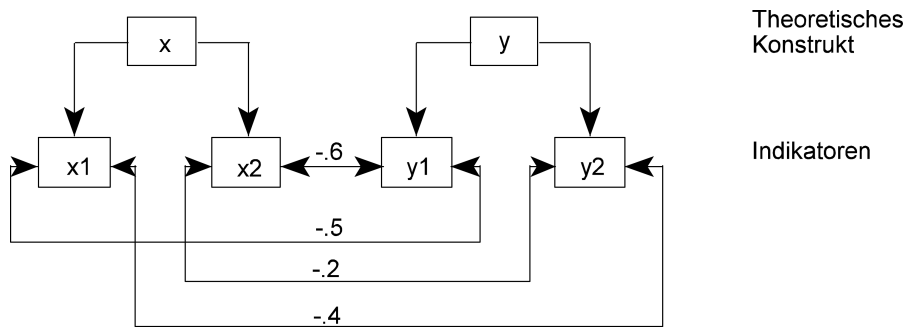 x
y
Theoretisches
Konstrukt
x1
x2
-.6
y1
y2
Indikatoren
-.5
-.2
-.4